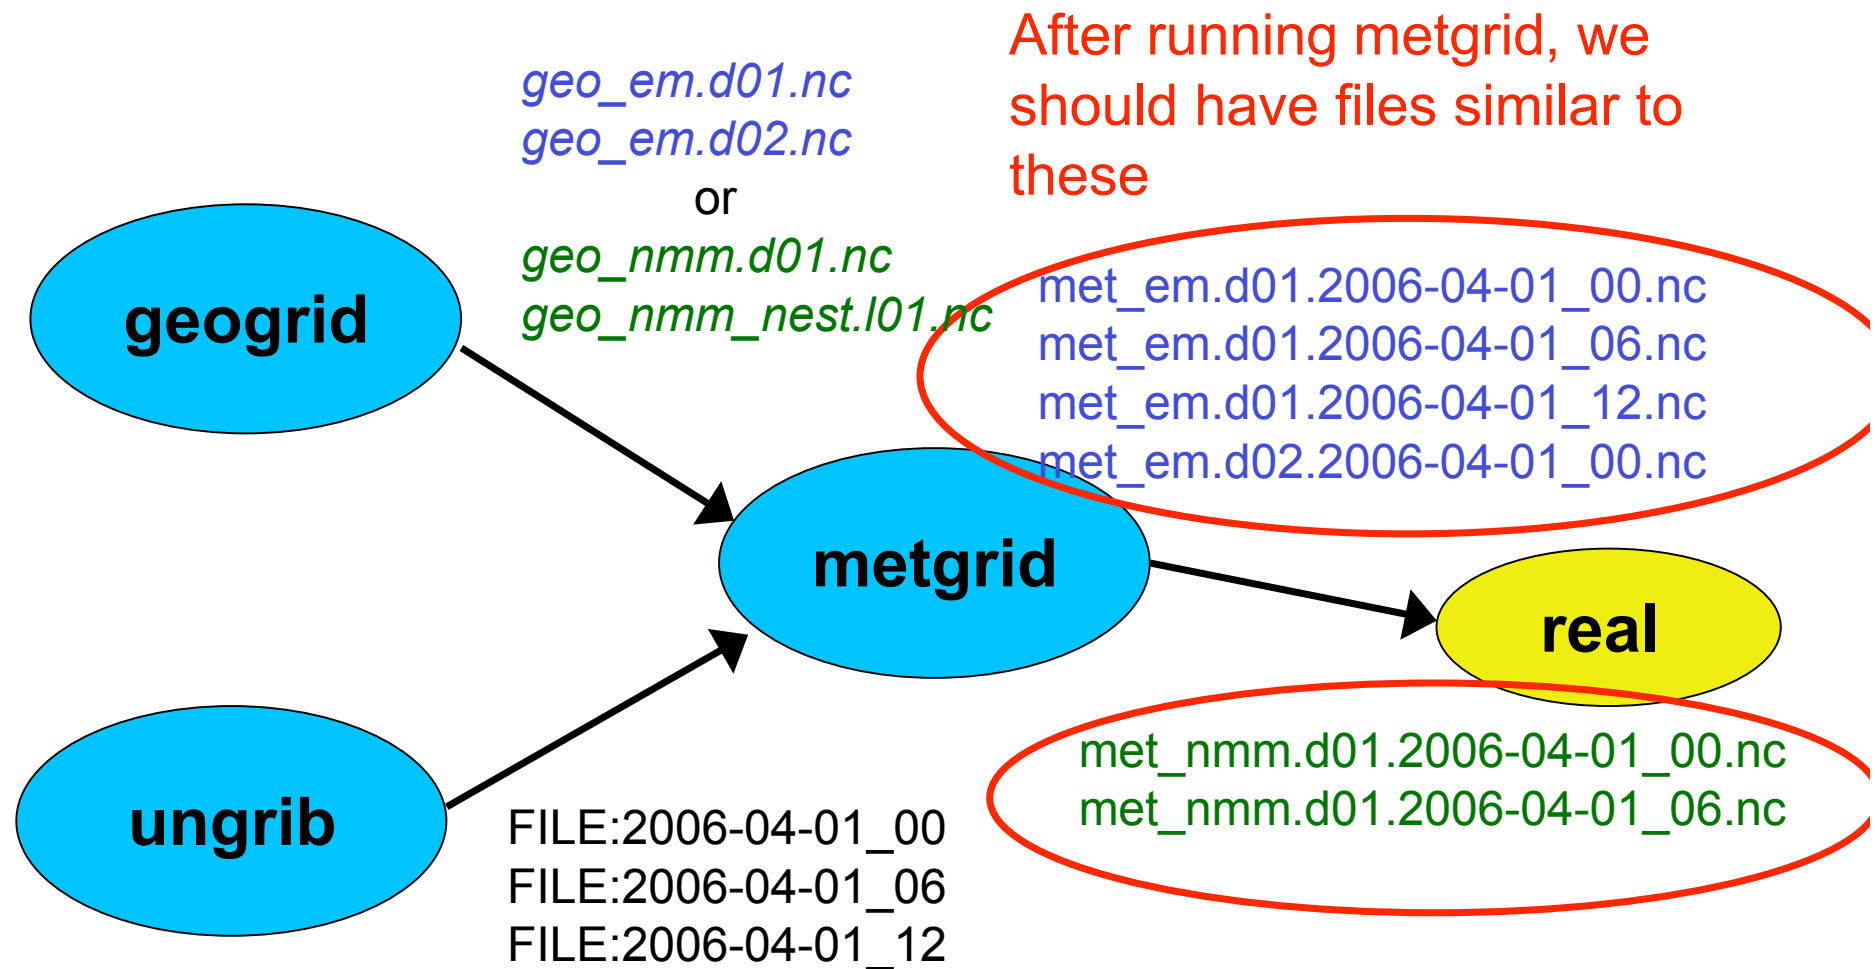 After running metgrid, we
should have files similar to
these
geo_em.d01.nc
geo_em.d02.nc
or
geo_nmm.d01.nc
geo_nmm_nest.l01.nc
geogrid
met_em.d01.2006-04-01_00.nc
met_em.d01.2006-04-01_06.nc
met_em.d01.2006-04-01_12.nc
met_em.d02.2006-04-01_00.nc
metgrid
real
ungrib
FILE:2006-04-01_00
FILE:2006-04-01_06
FILE:2006-04-01_12
met_nmm.d01.2006-04-01_00.nc
met_nmm.d01.2006-04-01_06.nc